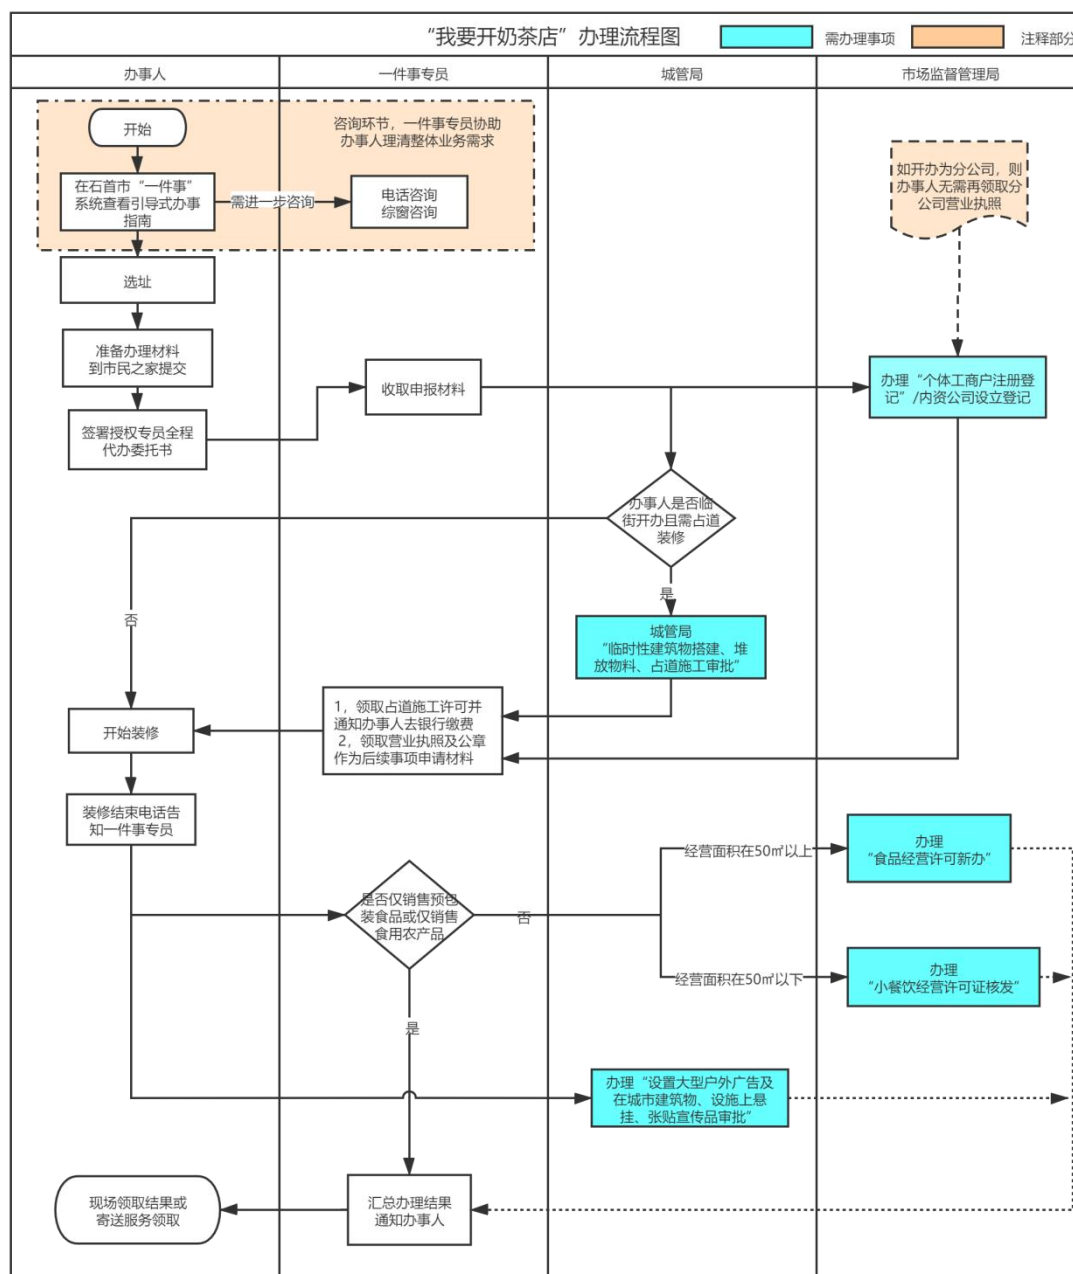 “我要开奶茶店”办理流程图
需办理事项
注释部分
办事人
一件事专员
城管局
市场监督管理局
开始
咨询环节，一件事专员协助
办事人理清整体业务需求
在石首市“一件事”
系统查看引导式办事
指南
需进一步咨询
电话咨询
综窗咨询
如开办为分公司，则
办事人无需再领取分
公司营业执照
选址
准备办理材料
到市民之家提交
收取申报材料
办理“个体工商户注册登
记”/内资公司设立登记
签署授权专员全程
代办委托书
办事人是否临
街开办且需占道
装修
是
否
城管局
“临时性建筑物搭建、堆
放物料、占道施工审批”
1，领取占道施工许可并
通知办事人去银行缴费
2，领取营业执照及公章
作为后续事项申请材料
开始装修
装修结束电话告
知一件事专员
是否仅销售预包
装食品或仅销售
食用农产品
否
经营面积在50㎡以上
办理
“食品经营许可新办”
经营面积在50㎡以下
办理
“小餐饮经营许可证核发”
是
办理“设置大型户外广告及
在城市建筑物、设施上悬
挂、张贴宣传品审批”
现场领取结果或
寄送服务领取
汇总办理结果
通知办事人